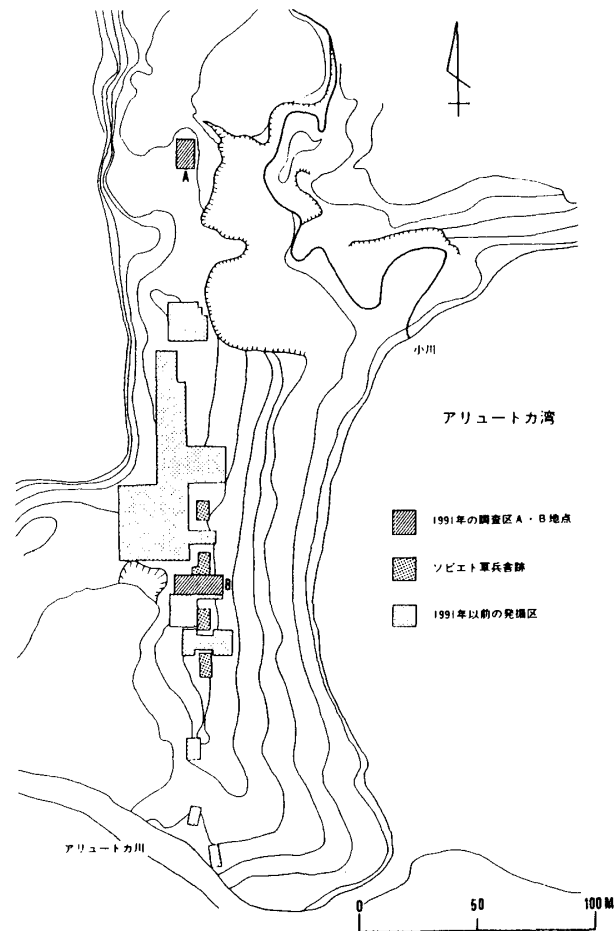 A
小川
アリュートカ湾
1991年の調査区A・B地点
ソビエト軍兵舎跡
1991年以前の発掘区
B
アリュートカ川
0 50 100M